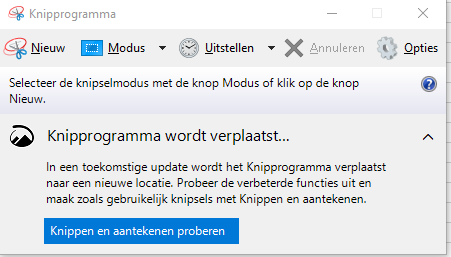 Knipprogramma
Nieuw Modus Uitstellen Annuleren Opties
Selecteer de knipselmodus met de knop Modus of klik op de knop
Nieuw.
?
Knipprogramma wordt verplaatst...
In een toekomstige update wordt het Knipprogramma verplaatst
naar een nieuwe locatie. Probeer de verbeterde functies uit en
maak zoals gebruikelijk knipsels met Knippen en aantekenen.
Knippen en aantekenen proberen